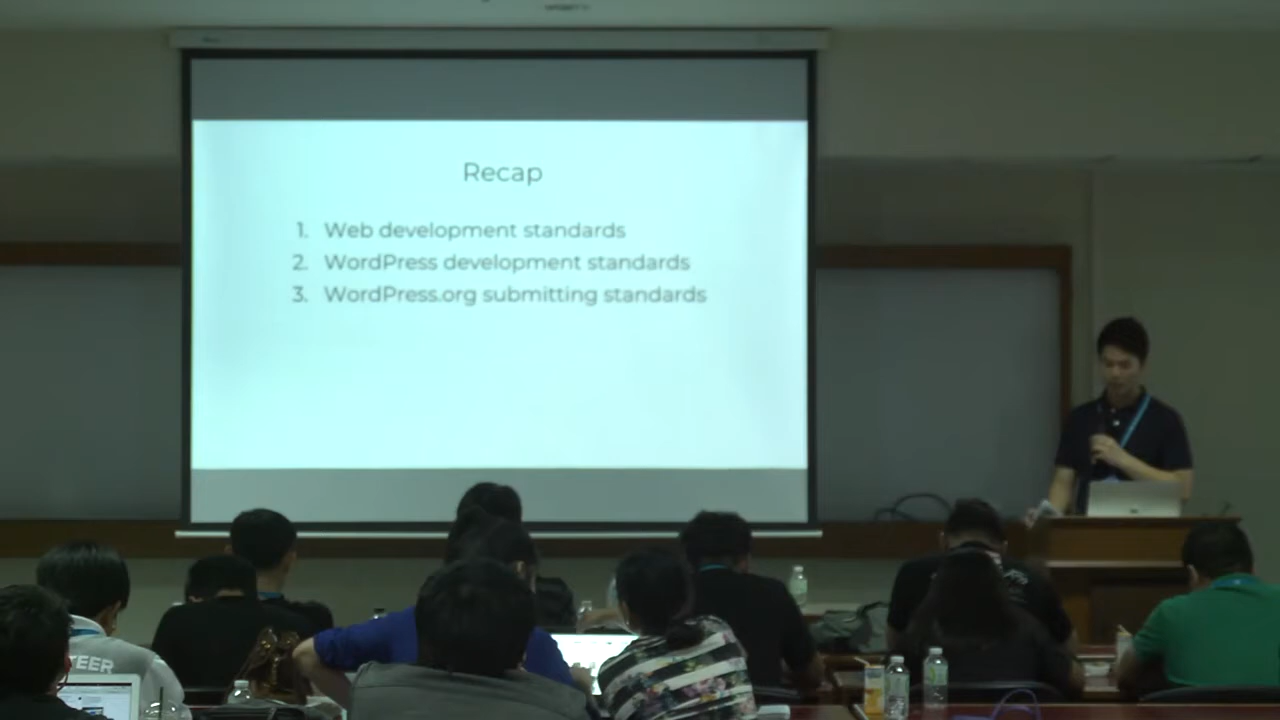 Recap
1. Web development standards
2. WordPress development standards
3. WordPress.org submitting standards
TEER